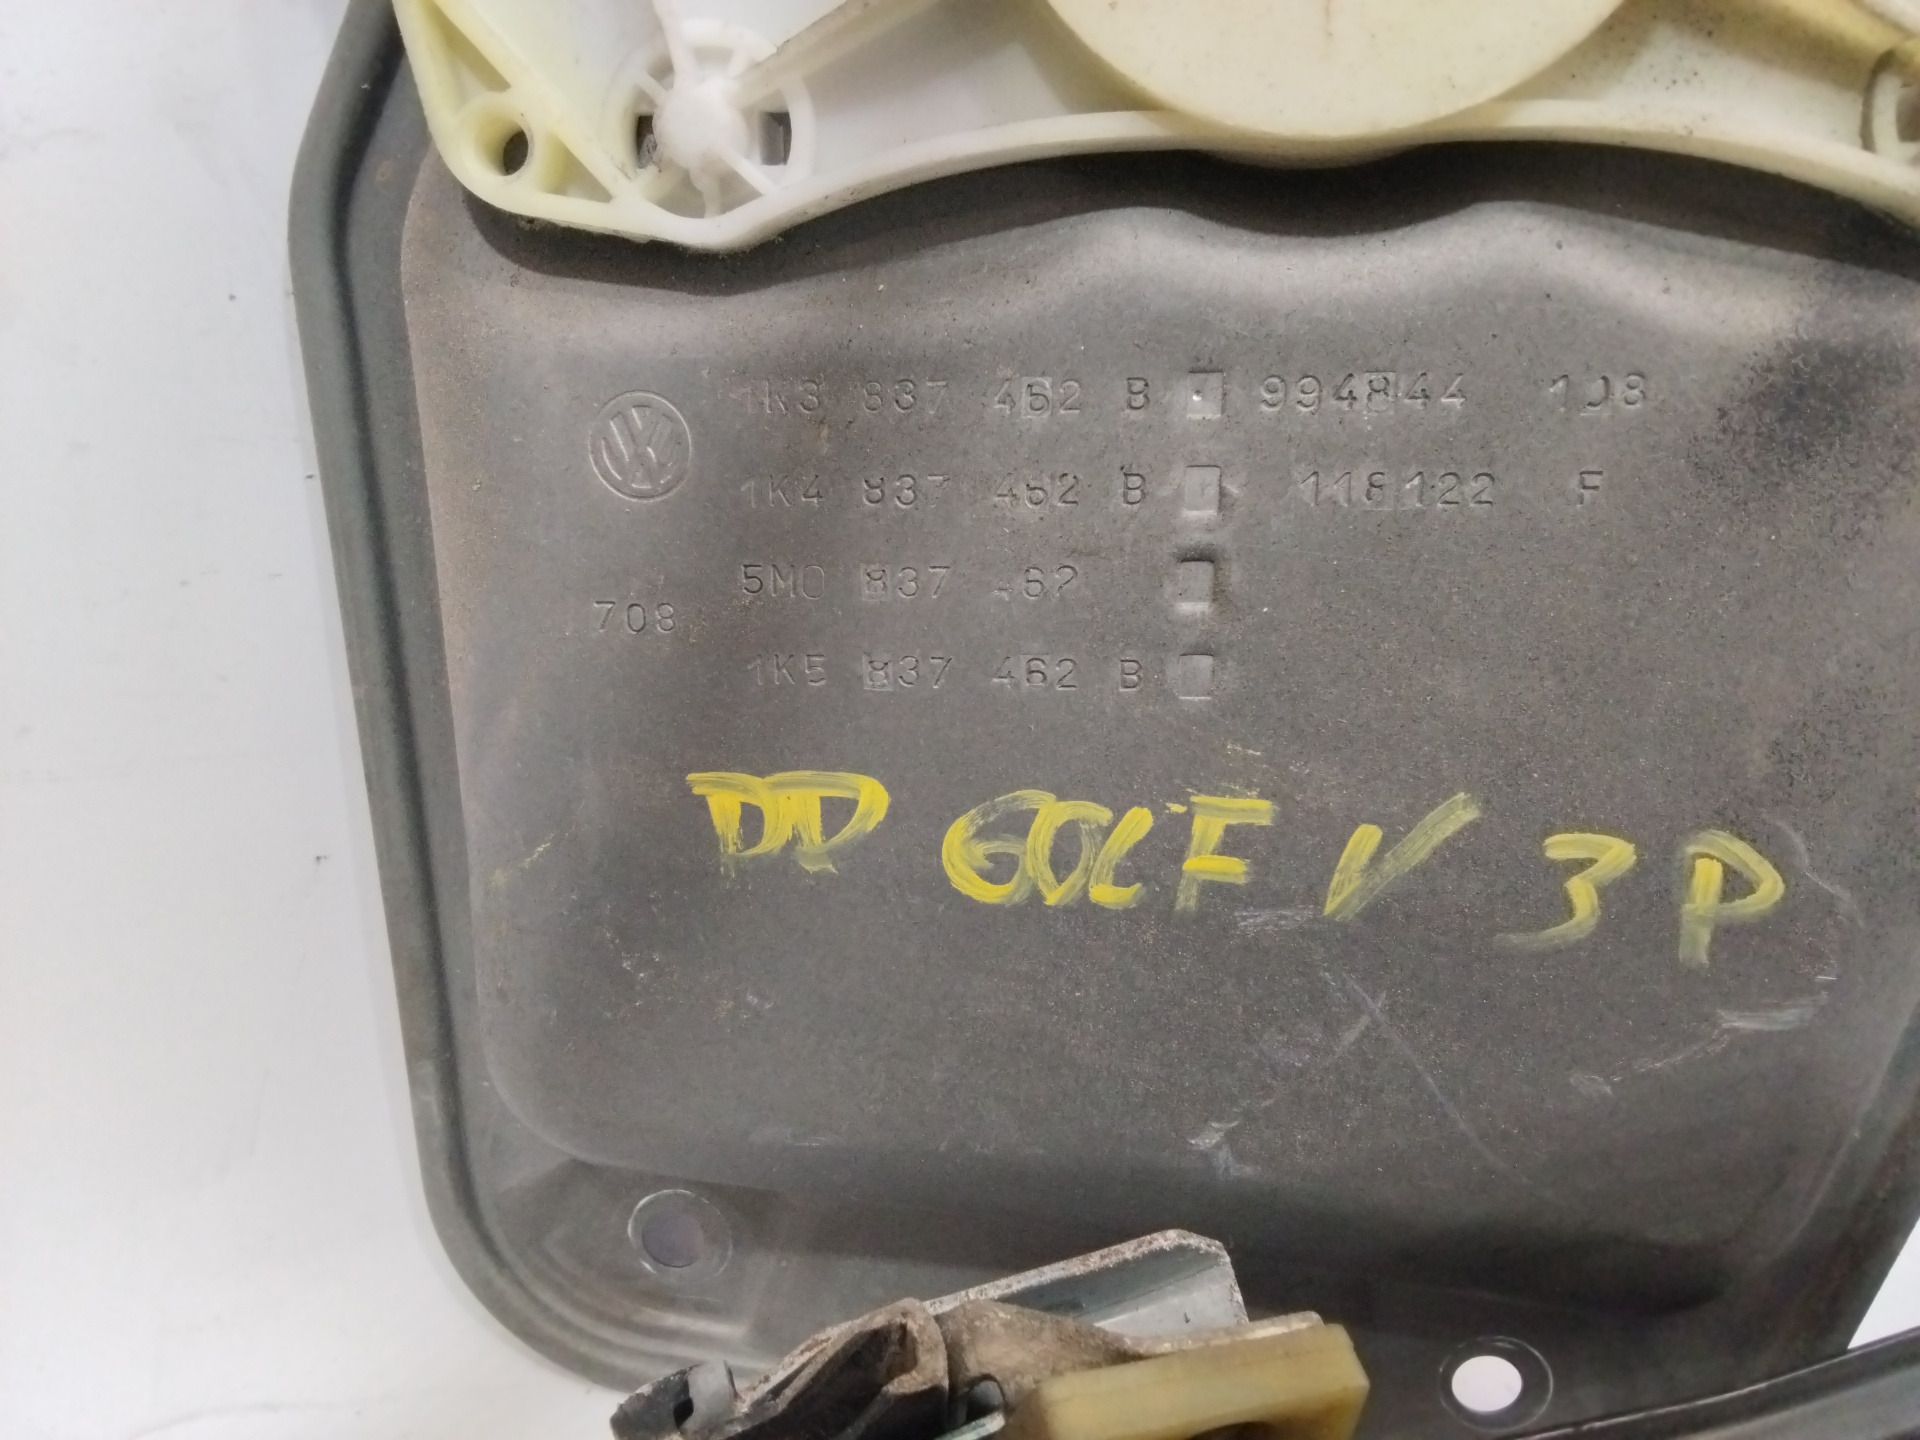 1K3 837 462 B 994844 108
1K4 837 462 B 118122 F
5M0 837 462
708
1K5 837 462 B
DD GOLF V 3P